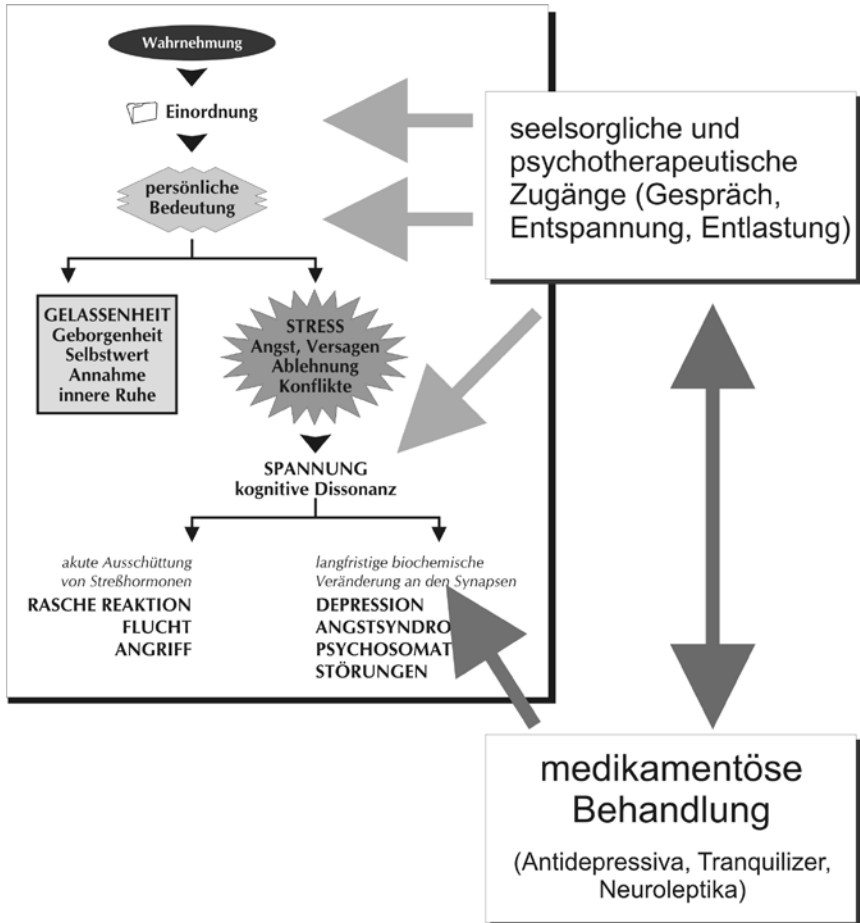 Wahrnehmung
Einordnung
persönliche
Bedeutung
GELASSENHEIT
Geborgenheit
Selbstwert
Annahme
innere Ruhe
STRESS
Angst, Versagen
Ablehnung
Konflikte
SPANNUNG
kognitive Dissonanz
akute Ausschüttung
von Streßhormonen
RASCHE REAKTION
FLUCHT
ANGRIFF
langfristige biochemische
Veränderung an den Synapsen
DEPRESSION
ANGSTSYNDRO
PSYCHOSOMAT
STÖRUNGEN
seelsorgliche und
psychotherapeutische
Zugänge (Gespräch,
Entspannung, Entlastung)
medikamentöse
Behandlung
(Antidepressiva, Tranquilizer,
Neuroleptika)